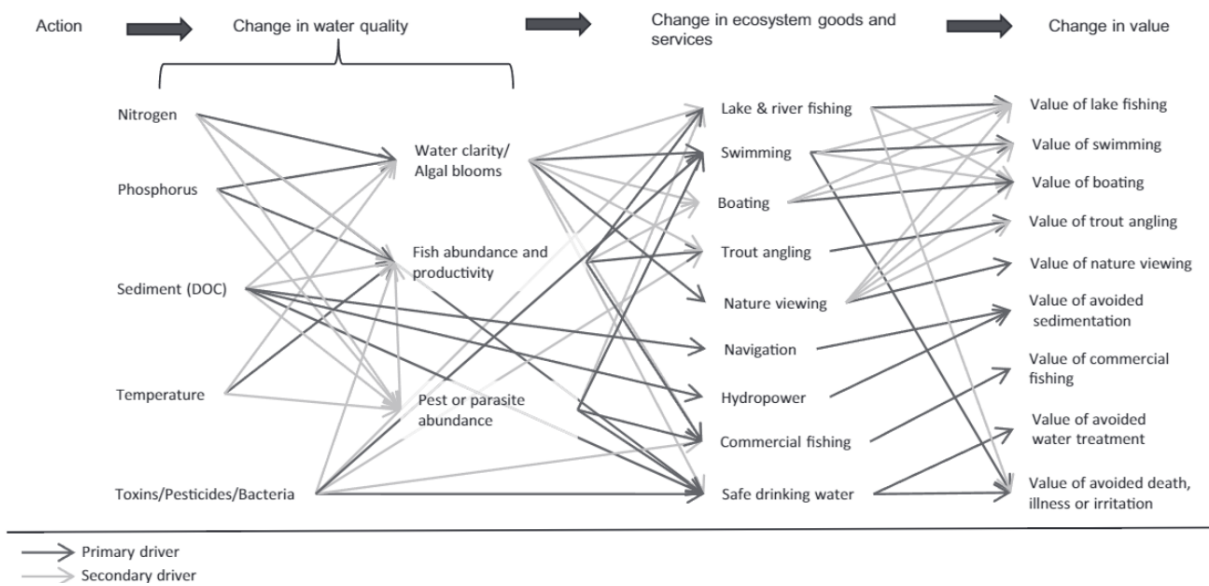 Action
Change in water quality
Change in ecosystem goods and
services
Change in value
Nitrogen
Phosphorus
Sediment (DOC)
Temperature
Toxins/Pesticides/Bacteria
Water clarity/
Algal blooms
Fish abundance and
productivity
Pest or parasite
abundance
Lake & river fishing
Swimming
Boating
Trout angling
Nature viewing
Navigation
Hydropower
Commercial fishing
Safe drinking water
Value of lake fishing
Value of swimming
Value of boating
Value of trout angling
Value of nature viewing
Value of avoided
sedimentation
Value of commercial
fishing
Value of avoided
water treatment
Value of avoided death,
illness or irritation
Primary driver
Secondary driver